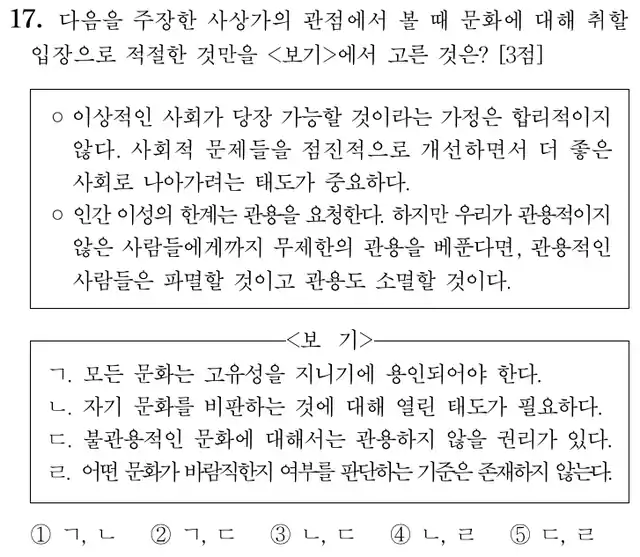 17. 다음을 주장한 사상가의 관점에서 볼 때 문화에 대해 취할
입장으로 적절한 것만을 <보기>에서 고른 것은? [3점]
○ 이상적인 사회가 당장 가능할 것이라는 가정은 합리적이지
않다. 사회적 문제들을 점진적으로 개선하면서 더 좋은
사회로 나아가려는 태도가 중요하다.
○ 인간 이성의 한계는 관용을 요청한다. 하지만 우리가 관용적이지
않은 사람들에게까지 무제한의 관용을 베푼다면, 관용적인
사람들은 파멸할 것이고 관용도 소멸할 것이다.
<보 기>
ㄱ. 모든 문화는 고유성을 지니기에 용인되어야 한다.
ㄴ. 자기 문화를 비판하는 것에 대해 열린 태도가 필요하다.
ㄷ. 불관용적인 문화에 대해서는 관용하지 않을 권리가 있다.
ㄹ. 어떤 문화가 바람직한지 여부를 판단하는 기준은 존재하지 않는다.
① ㄱ, ㄴ ② ㄱ, ㄷ ③ ㄴ, ㄷ ④ ㄴ, ㄹ ⑤ ㄷ, ㄹ